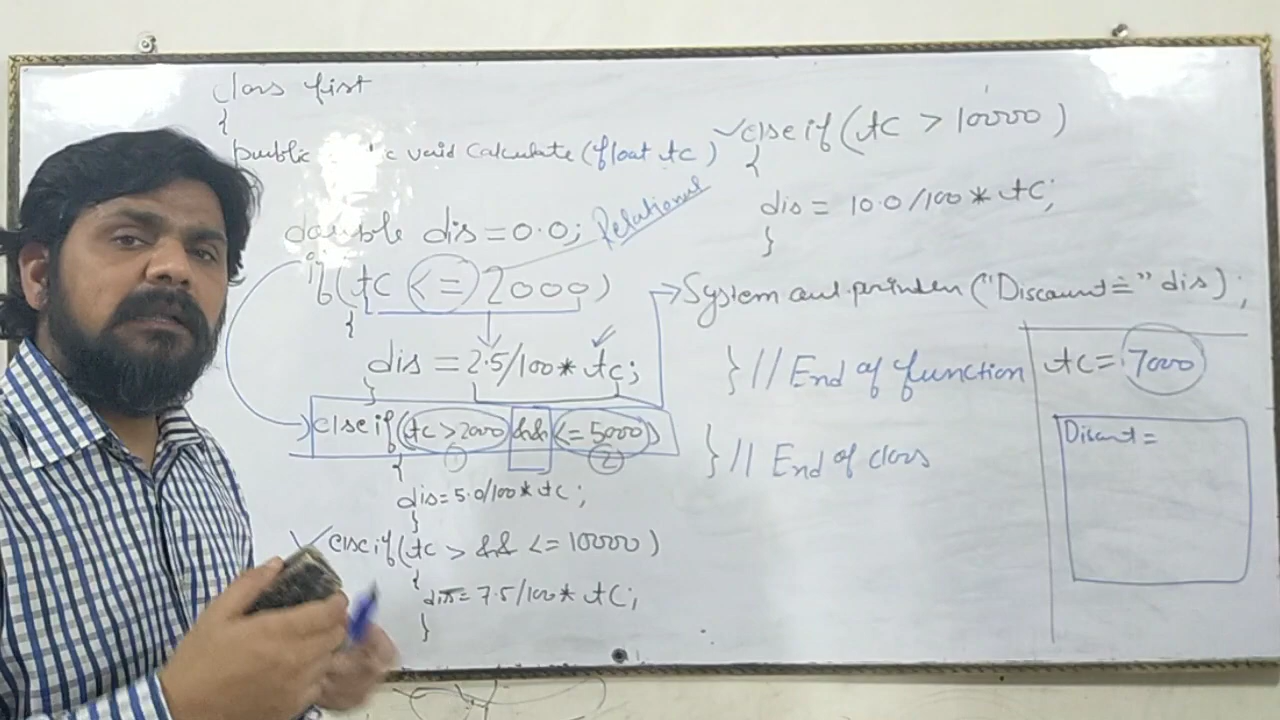 class first
{
public c void Calculate (float tc)
double dis = 0.0; Relational
if (tc <= 2000)
{
dis = 2.5/100 * tc;
}
else if (tc > 2000 && <= 5000)
1 2
{
dis = 5.0/100 * tc;
}
else if (tc > && <= 10000)
{
dis = 7.5/100 * tc;
}
else if (tc > 10000)
{
dis = 10.0/100 * tc;
}
System out println ("Discount =" dis);
} // End of function
} // End of class
tc = 7000
Discount =